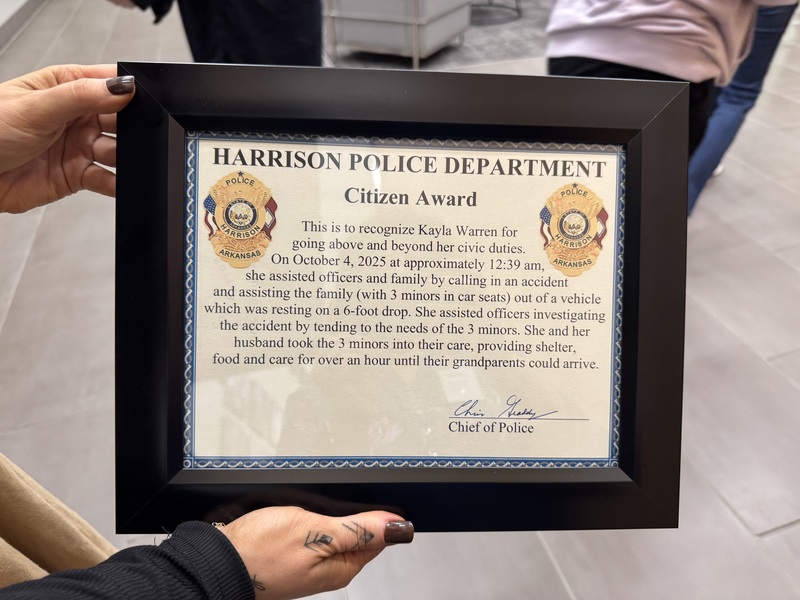 HARRISON POLICE DEPARTMENT
Citizen Award
POLICE
HARRISON
ARKANSAS
POLICE
HARRISON
ARKANSAS
This is to recognize Kayla Warren for
going above and beyond her civic duties.
On October 4, 2025 at approximately 12:39 am,
she assisted officers and family by calling in an accident
and assisting the family (with 3 minors in car seats) out of a vehicle
which was resting on a 6-foot drop. She assisted officers investigating
the accident by tending to the needs of the 3 minors. She and her
husband took the 3 minors into their care, providing shelter,
food and care for over an hour until their grandparents could arrive.
Chris
Chief of Police